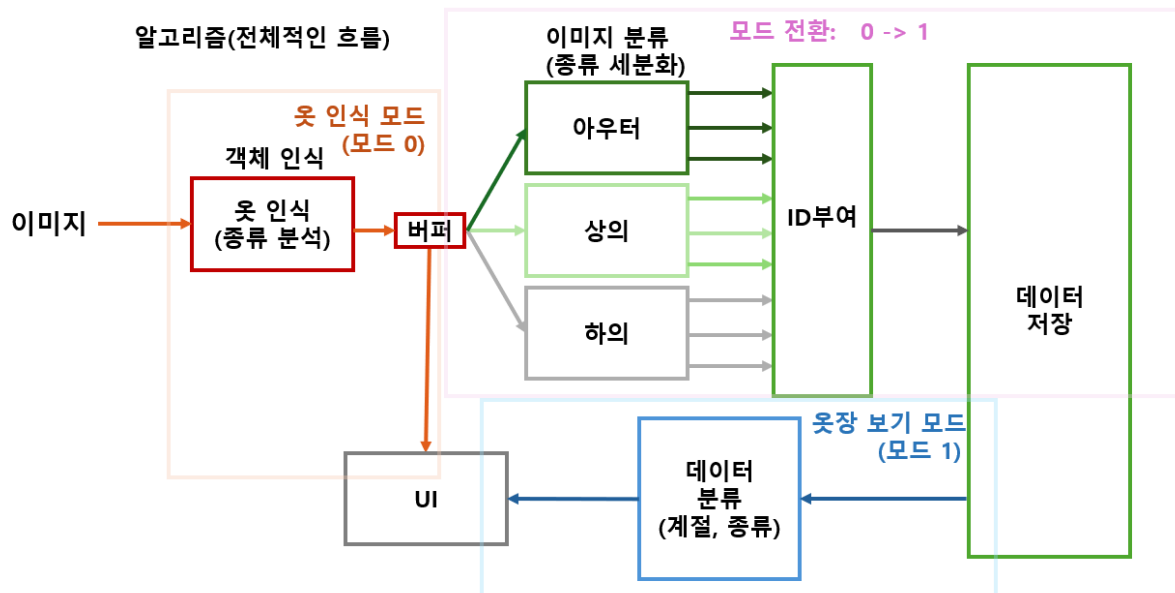 알고리즘(전체적인 흐름)
이미지 분류
(종류 세분화)
모드 전환:  0 -> 1
옷 인식 모드
(모드 0)
객체 인식
이미지
옷 인식
(종류 분석)
버퍼
아우터
상의
하의
ID부여
데이터
저장
옷장 보기 모드
(모드 1)
데이터
분류
(계절, 종류)
UI